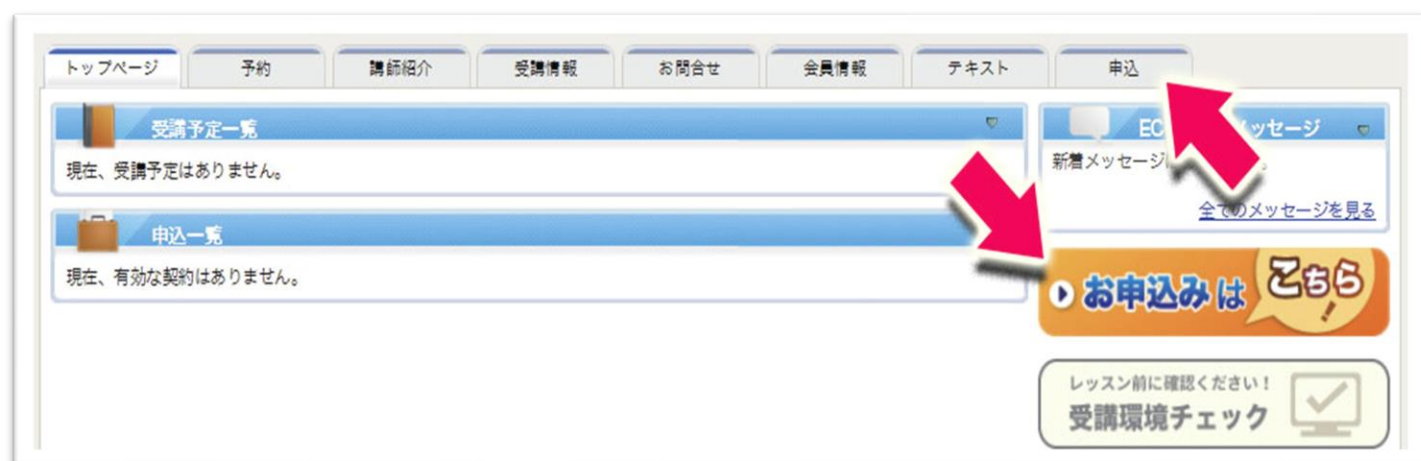 トップページ 予約 講師紹介 受講情報 お問合せ 会員情報 テキスト 申込
受講予定一覧
現在、受講予定はありません。
申込一覧
現在、有効な契約はありません。
EC ッセージ
新着メッセージ
全てのメッセージを見る
お申込みは こちら!
レッスン前に確認ください!
受講環境チェック